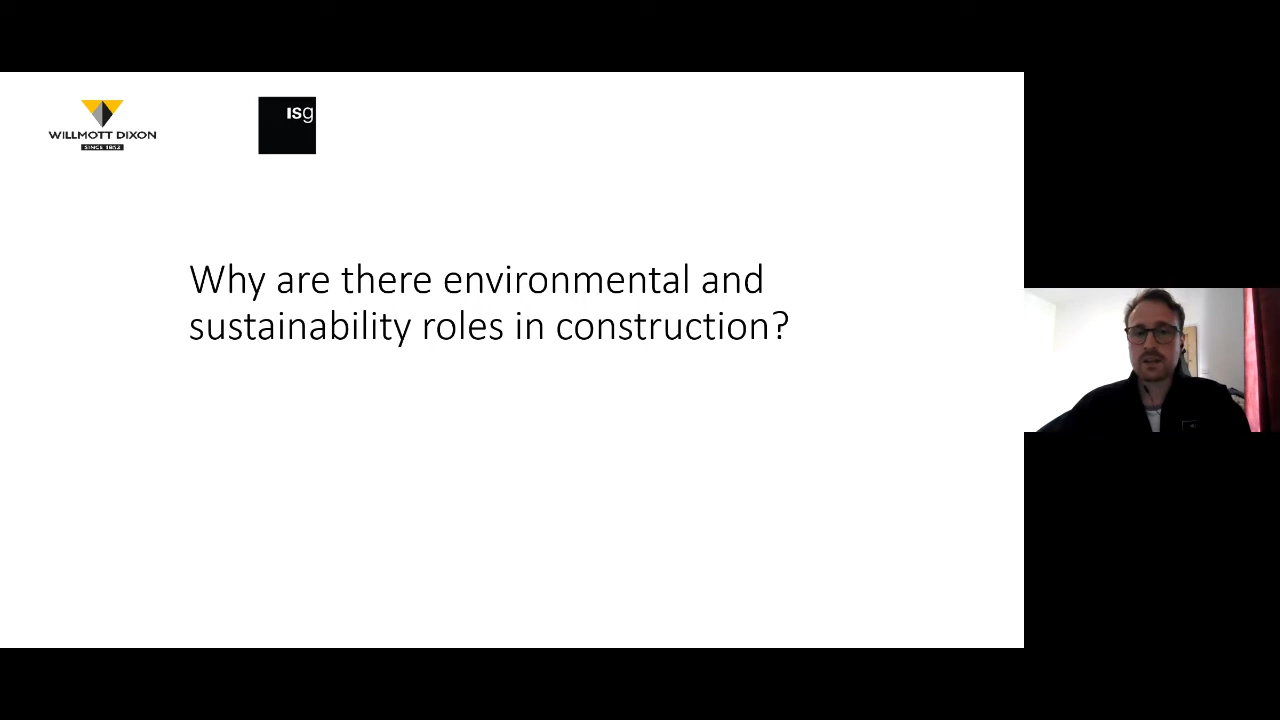 WILLMOTT DIXON
SINCE 1852
ISg
Why are there environmental and
sustainability roles in construction?